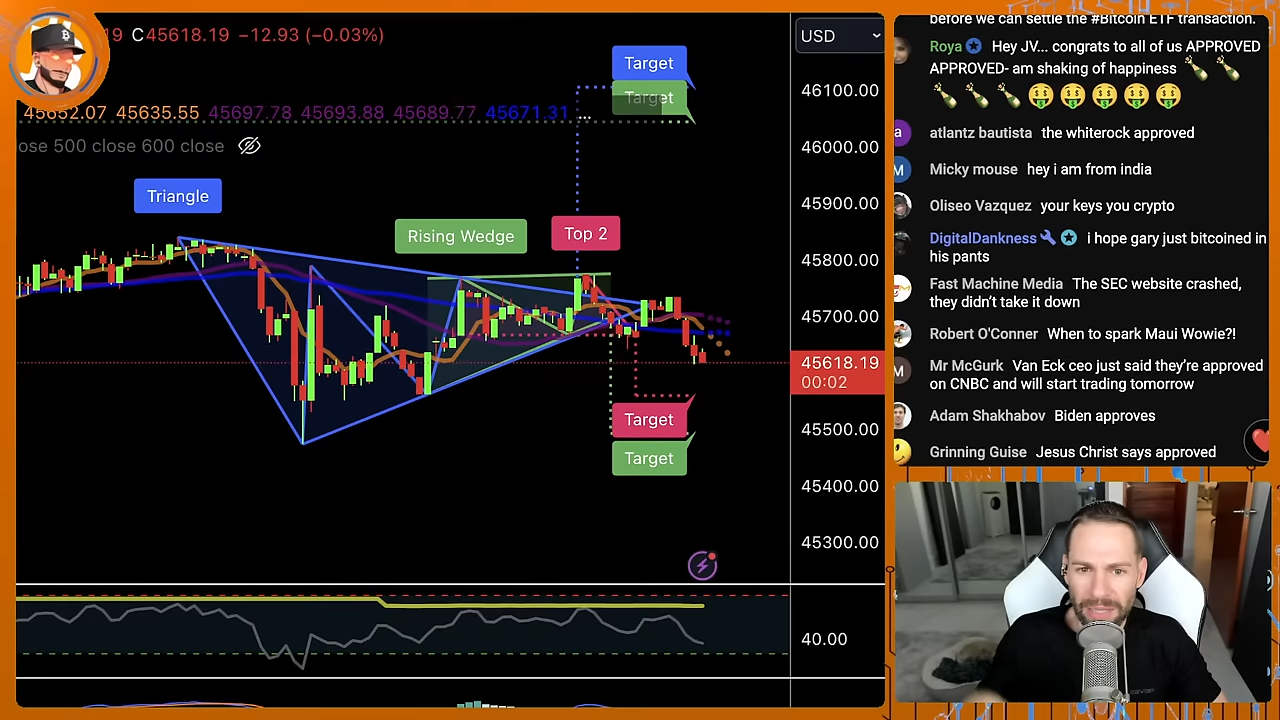 19 C45618.19 −12.93 (−0.03%)
USD
45652.07 45635.55 45697.78 45693.88 45689.77 45671.31 ...
ose 500 close 600 close
Target
Target
Triangle
Rising Wedge
Top 2
Target
Target
46100.00
46000.00
45900.00
45800.00
45700.00
45618.19
00:02
45500.00
45400.00
45300.00
40.00
before we can settle the #Bitcoin ETF transaction.
Roya Hey JV... congrats to all of us APPROVED
APPROVED- am shaking of happiness
a atlantz bautista the whiterock approved
M Micky mouse hey i am from india
Oliseo Vazquez your keys you crypto
DigitalDankness i hope gary just bitcoined in
his pants
Fast Machine Media The SEC website crashed,
they didn't take it down
Robert O'Conner When to spark Maui Wowie?!
M Mr McGurk Van Eck ceo just said they're approved
on CNBC and will start trading tomorrow
Adam Shakhabov Biden approves
Grinning Guise Jesus Christ says approved